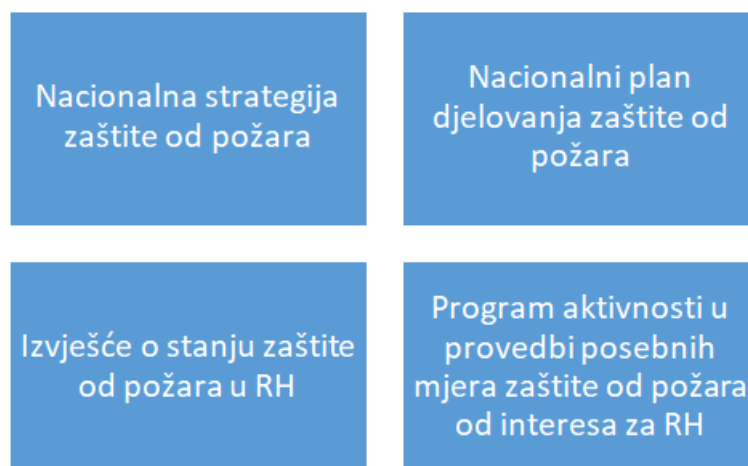 Nacionalna strategija
zaštite od požara
Nacionalni plan
djelovanja zaštite od
požara
Izvješće o stanju zaštite
od požara u RH
Program aktivnosti u
provedbi posebnih
mjera zaštite od požara
od interesa za RH